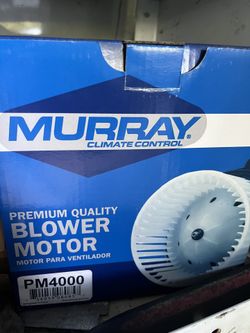 MURRAY®
CLIMATE CONTROL
PREMIUM QUALITY
BLOWER
MOTOR
MOTOR PARA VENTILADOR
PM4000